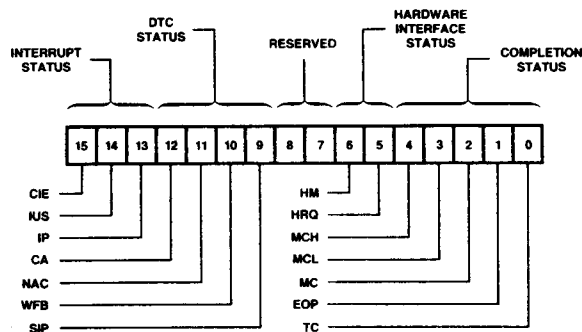 INTERRUPT
STATUS
DTC
STATUS
RESERVED
HARDWARE
INTERFACE
STATUS
COMPLETION
STATUS
15 14 13 12 11 10 9 8 7 6 5 4 3 2 1 0
CIE
IUS
IP
CA
NAC
WFB
SIP
HM
HRQ
MCH
MCL
MC
EOP
TC